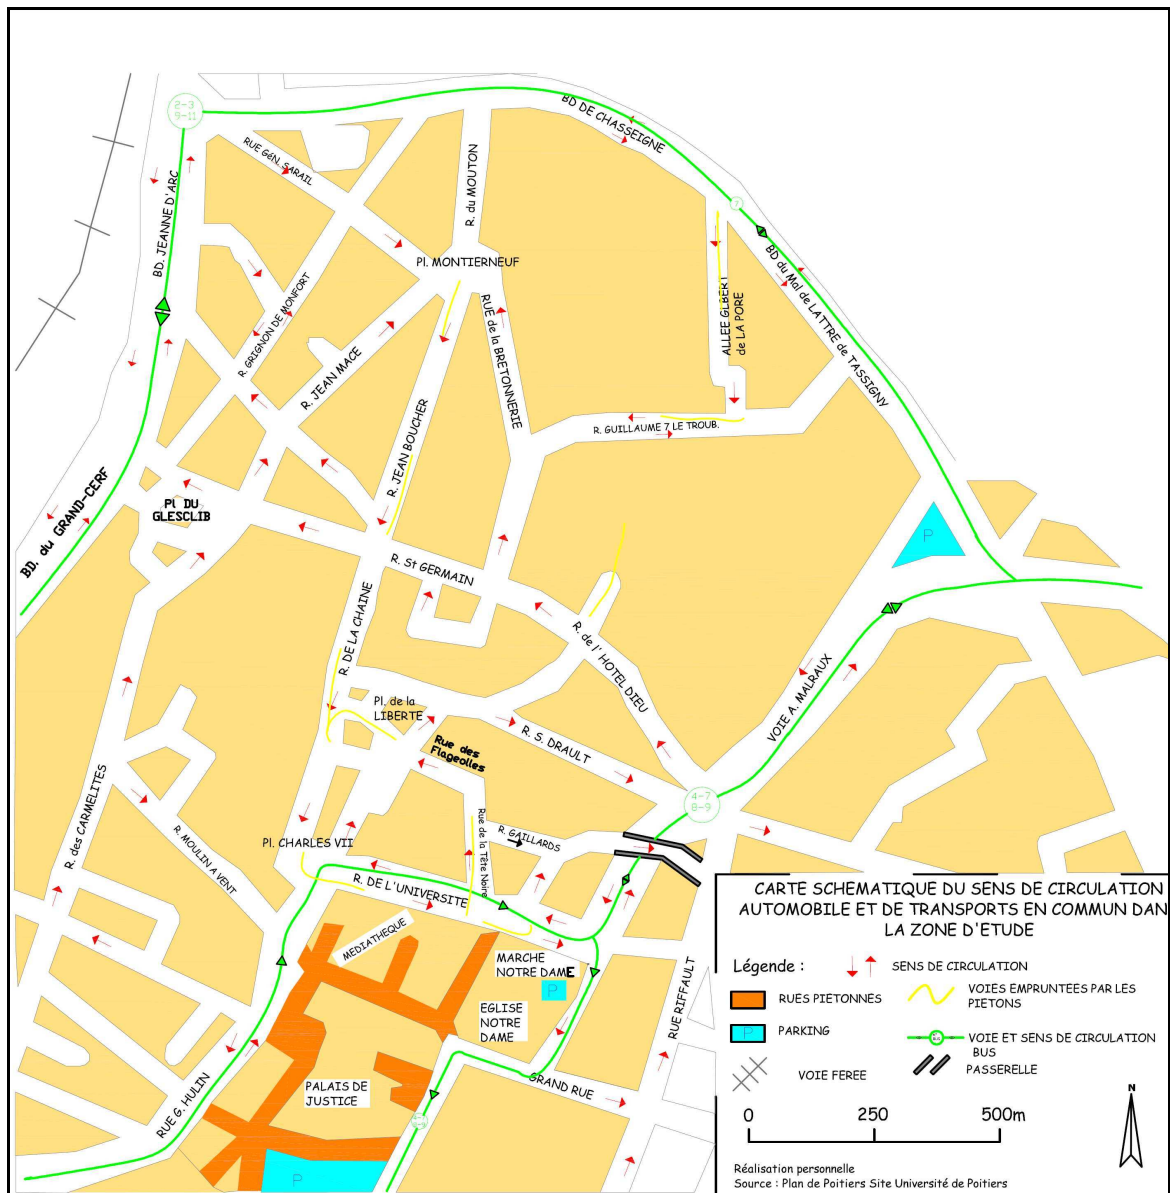 2-3
9-11
BD DE CHASSEIGNE
RUE GéN. SARAIL
R. du MOUTON
BD. JEANNE D'ARC
7
Pl. MONTIERNEUF
BD du Mal de LATTRE de TASSIGNY
ALLEE GLBERT
de LA PORE
RUE de la BRETONNERIE
R. GRIGNON DE MONFORT
R. JEAN MACE
R. GUILLAUME 7 LE TROUB.
R. JEAN BOUCHER
BD. du GRAND-CERF
Pl DU
GLESCLIB
P
R. St GERMAIN
R. DE LA CHAINE
R. de l' HOTEL DIEU
VOIE A. MALRAUX
Pl. de la
LIBERTE
Rue des
Flageolles
R. S. DRAULT
4-7
8-9
R. des CARMELITES
R. MOULIN A VENT
Pl. CHARLES VII
Rue de la Tête Noire
R. GAILLARDS
R. DE L'UNIVERSITE
MEDIATHEQUE
MARCHE
NOTRE DAME
P
EGLISE
NOTRE
DAME
RUE RIFFAULT
GRAND RUE
PALAIS DE
JUSTICE
RUE G. HULIN
P
CARTE SCHEMATIQUE DU SENS DE CIRCULATION
AUTOMOBILE ET DE TRANSPORTS EN COMMUN DAN
LA ZONE D'ETUDE
Légende :
SENS DE CIRCULATION
RUES PIETONNES
VOIES EMPRUNTEES PAR LES
PIETONS
P
PARKING
VOIE ET SENS DE CIRCULATION
BUS
VOIE FEREE
PASSERELLE
0 250 500m
N
Réalisation personnelle
Source : Plan de Poitiers Site Université de Poitiers